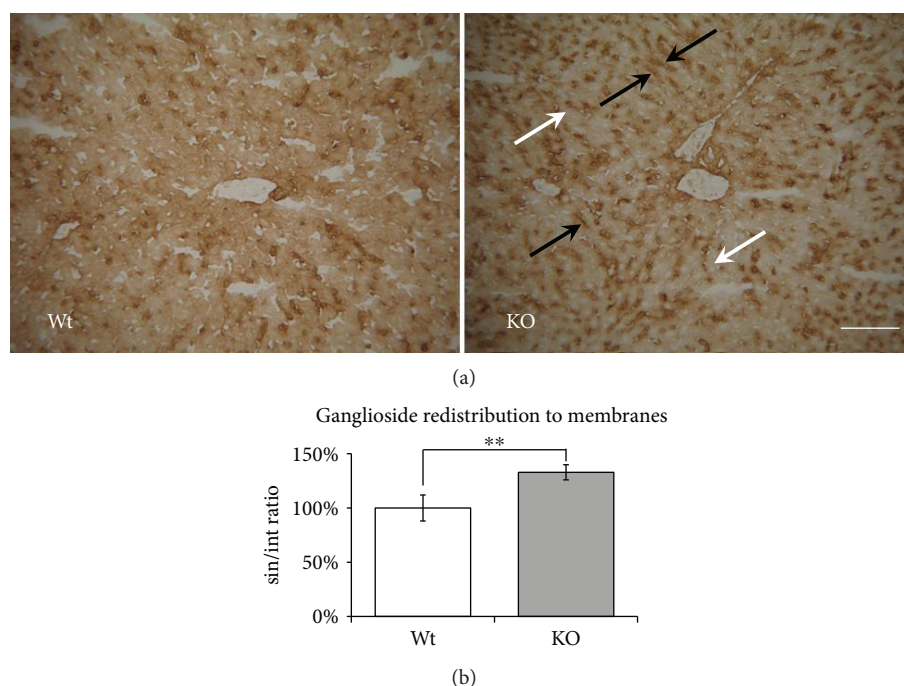 Wt
KO
(a)
Ganglioside redistribution to membranes
**
150%
100%
50%
0%
sin/int ratio
Wt
KO
(b)